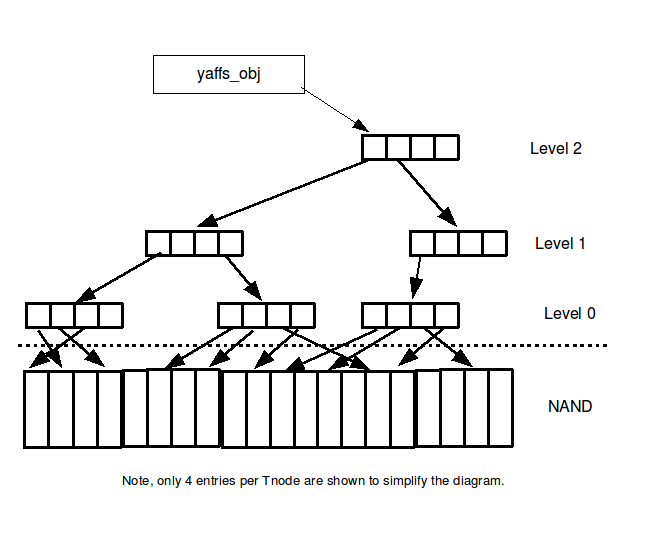 yaffs_obj
Level 2
Level 1
Level 0
NAND
Note, only 4 entries per Tnode are shown to simplify the diagram.